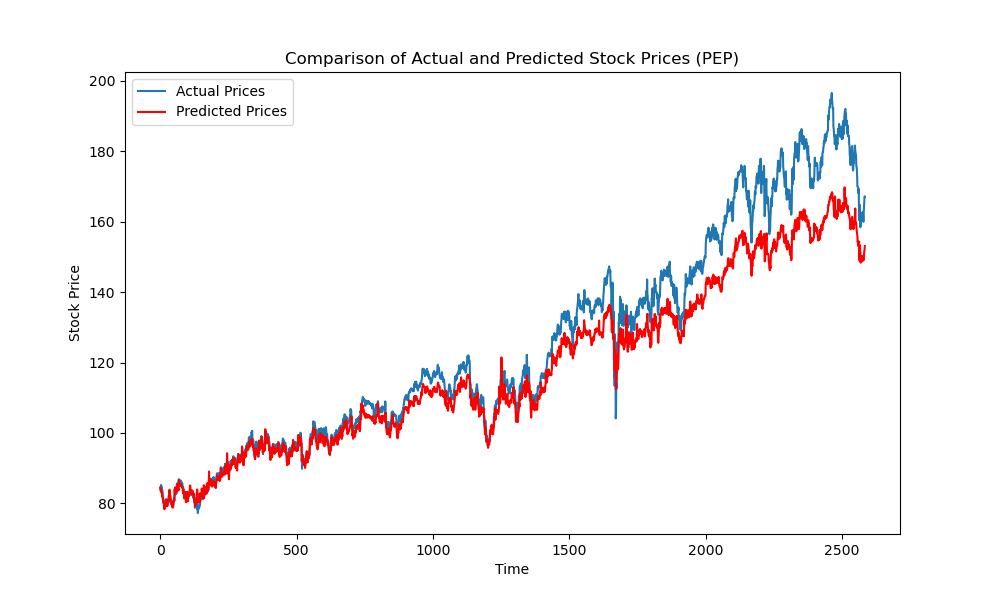 Comparison of Actual and Predicted Stock Prices (PEP)
Actual Prices
Predicted Prices
200
180
160
140
120
100
80
Stock Price
0 500 1000 1500 2000 2500
Time